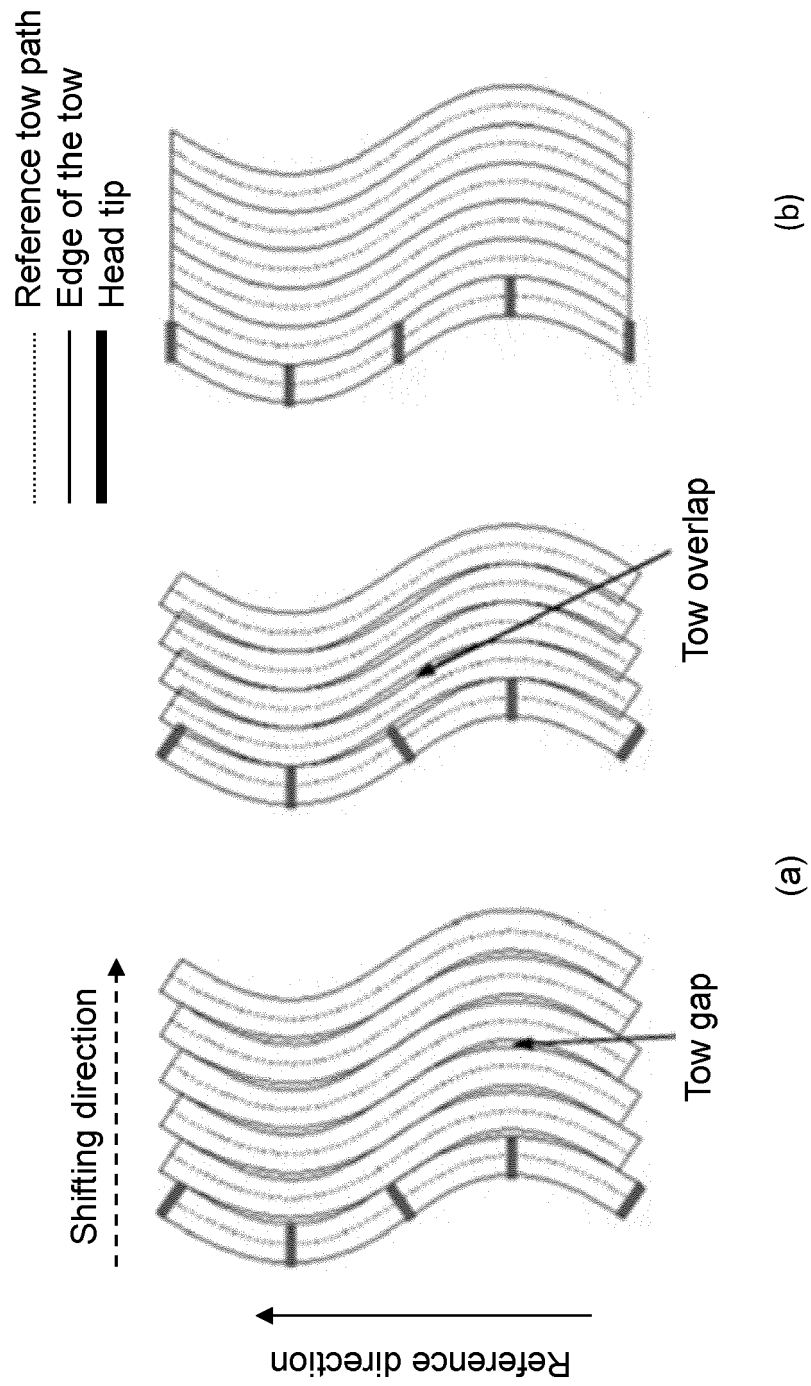 Reference tow path
Edge of the tow
Head tip
Shifting direction
Reference direction
Tow gap
Tow overlap
(a)
(b)